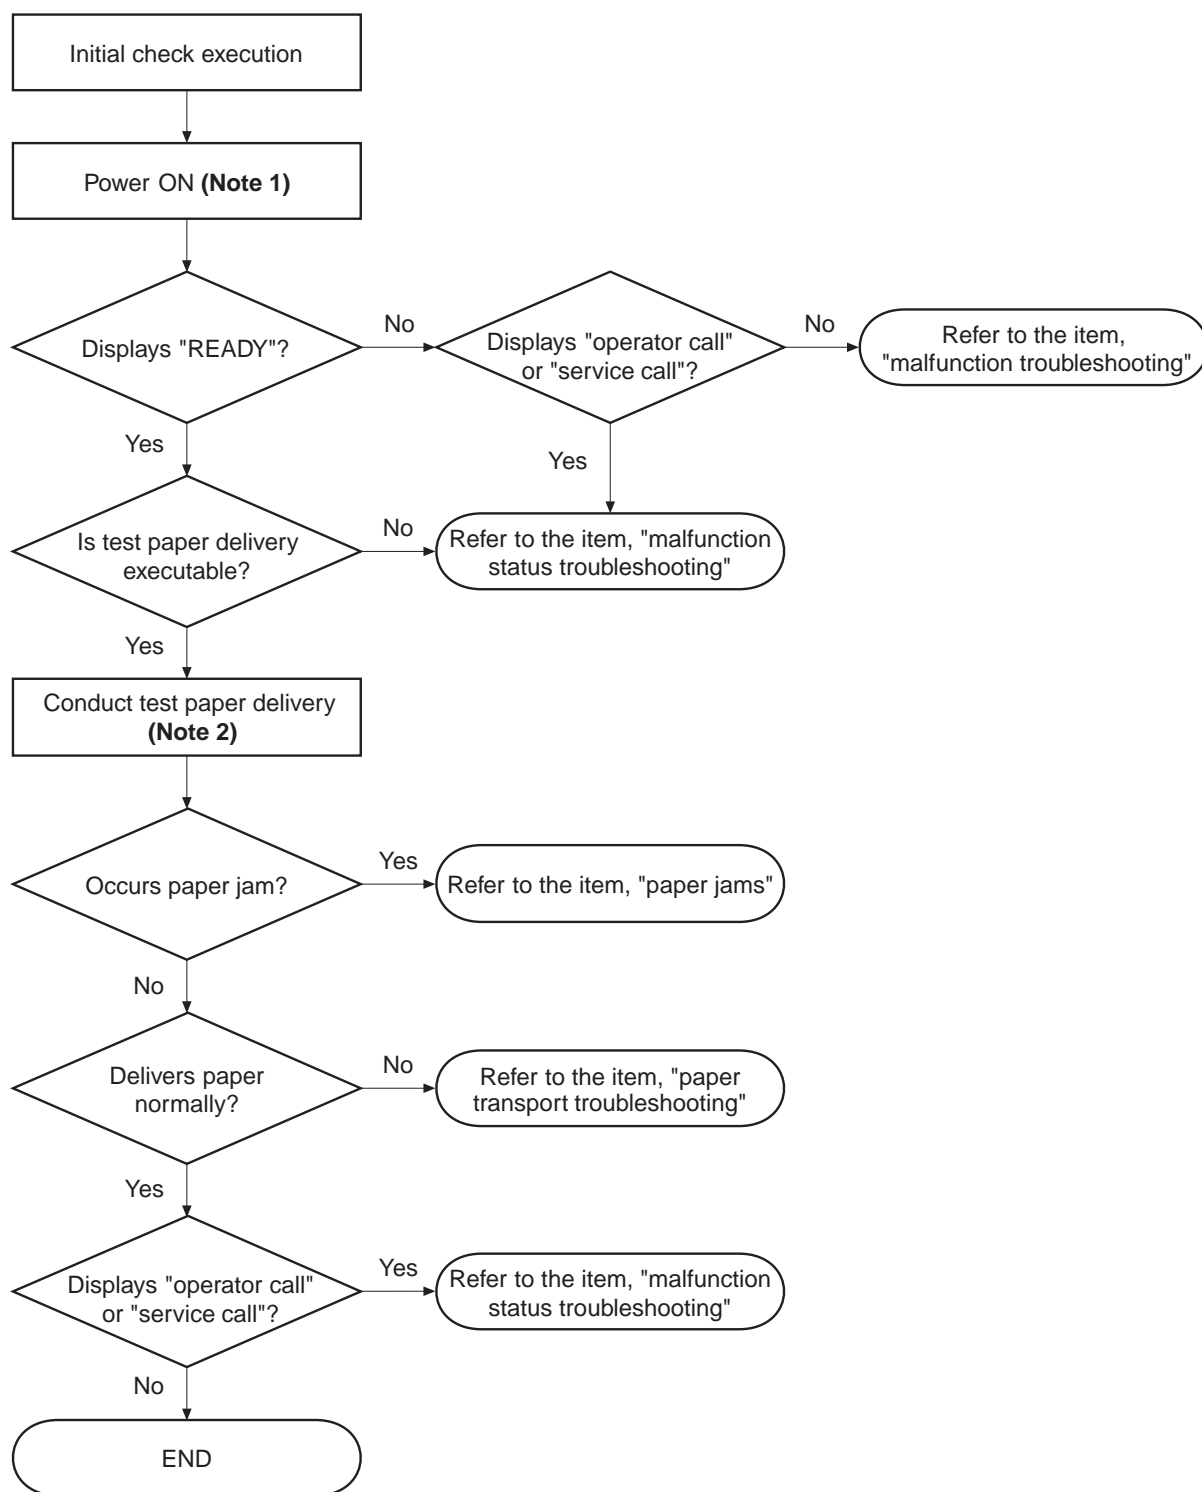 Initial check execution
Power ON (Note 1)
Displays "READY"?
No
Displays "operator call"
or "service call"?
No
Refer to the item,
"malfunction troubleshooting"
Yes
Yes
Is test paper delivery
executable?
No
Refer to the item, "malfunction
status troubleshooting"
Yes
Conduct test paper delivery
(Note 2)
Occurs paper jam?
Yes
Refer to the item, "paper jams"
No
Delivers paper
normally?
No
Refer to the item, "paper
transport troubleshooting"
Yes
Displays "operator call"
or "service call"?
Yes
Refer to the item, "malfunction
status troubleshooting"
No
END